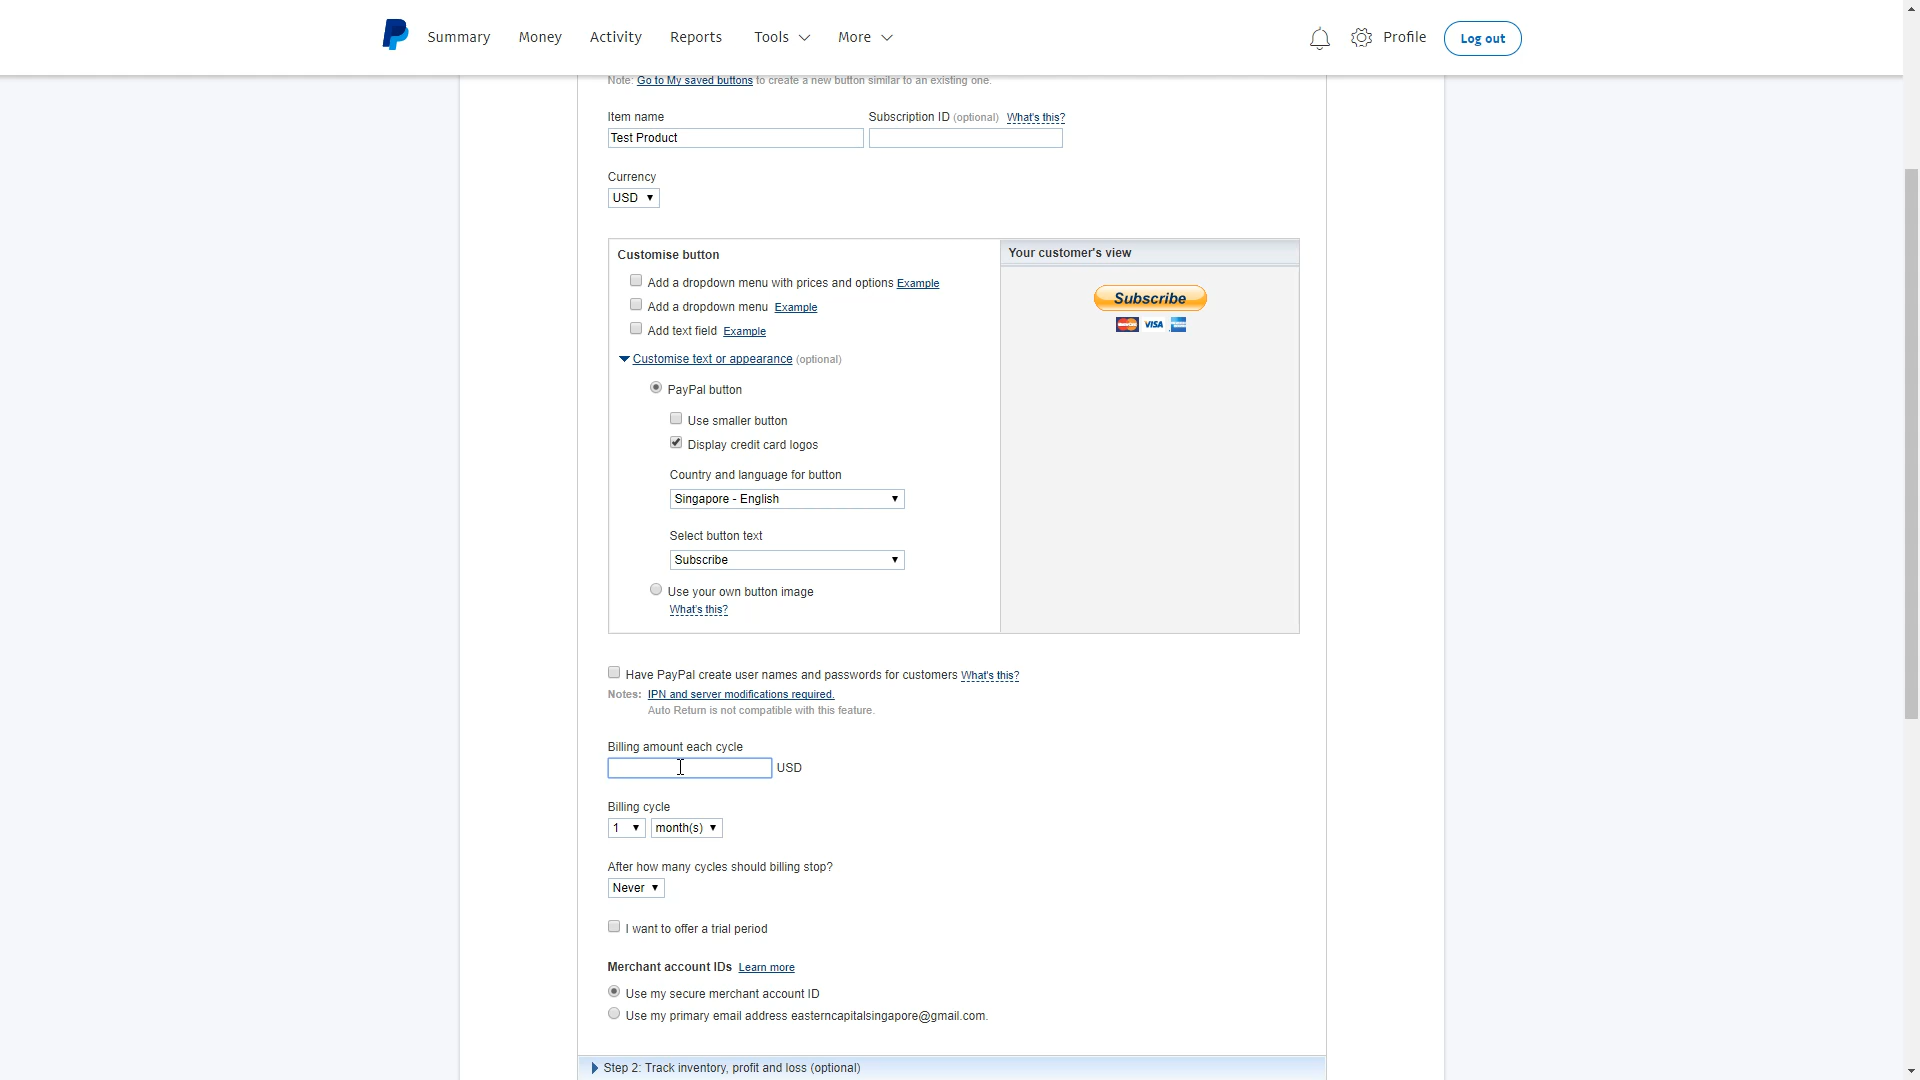 Summary Money Activity Reports Tools More Profile Log out
Note: Go to My saved buttons to create a new button similar to an existing one.
Item name Subscription ID (optional) What's this?
Test Product
Currency
USD
Customise button Your customer's view
Add a dropdown menu with prices and options Example
Subscribe
Add a dropdown menu Example
VISA
Add text field Example
Customise text or appearance (optional)
PayPal button
Use smaller button
Display credit card logos
Country and language for button
Singapore - English
Select button text
Subscribe
Use your own button image
What's this?
Have PayPal create user names and passwords for customers What's this?
Notes: IPN and server modifications required.
Auto Return is not compatible with this feature.
Billing amount each cycle
USD
Billing cycle
1 month(s)
After how many cycles should billing stop?
Never
I want to offer a trial period
Merchant account IDs Learn more
Use my secure merchant account ID
Use my primary email address easterncapitalsingapore@gmail.com.
Step 2: Track inventory, profit and loss (optional)